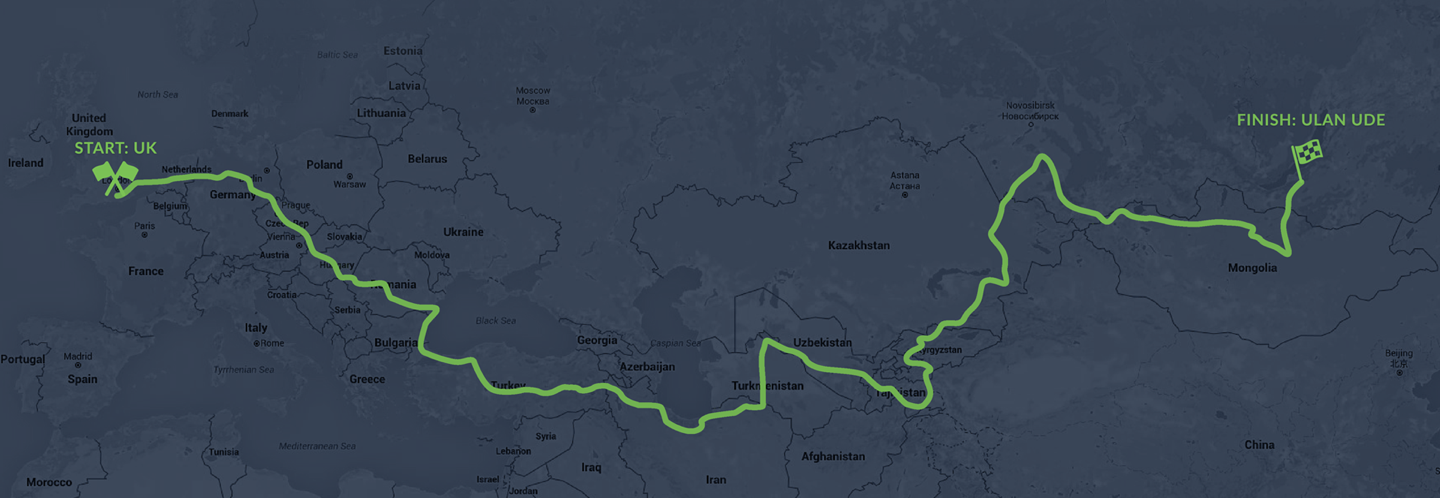 Estonia
Baltic Sea
Latvia
Moscow
Москва
North Sea
Denmark
Lithuania
Novosibirsk
Новосибирск
United
Kingdom
FINISH: ULAN UDE
START: UK
Ireland
Netherlands
Poland
Belarus
Warsaw
Astana
Астана
Germany
Belgium
Prague
Paris
Czech Rep
Vienna
Slovakia
Ukraine
Kazakhstan
Austria
Moldova
France
Hungary
Mongolia
Romania
Croatia
Serbia
Black Sea
Italy
Rome
Bulgaria
Georgia
Caspian Sea
Uzbekistan
Kyrgyzstan
Beijing
北京
Portugal
Madrid
Spain
Tyrrhenian Sea
Greece
Azerbaijan
Turkey
Turkmenistan
Tajikistan
Mediterranean Sea
Syria
China
Tunisia
Lebanon
Afghanistan
Iraq
Iran
Morocco
Israel
Jordan